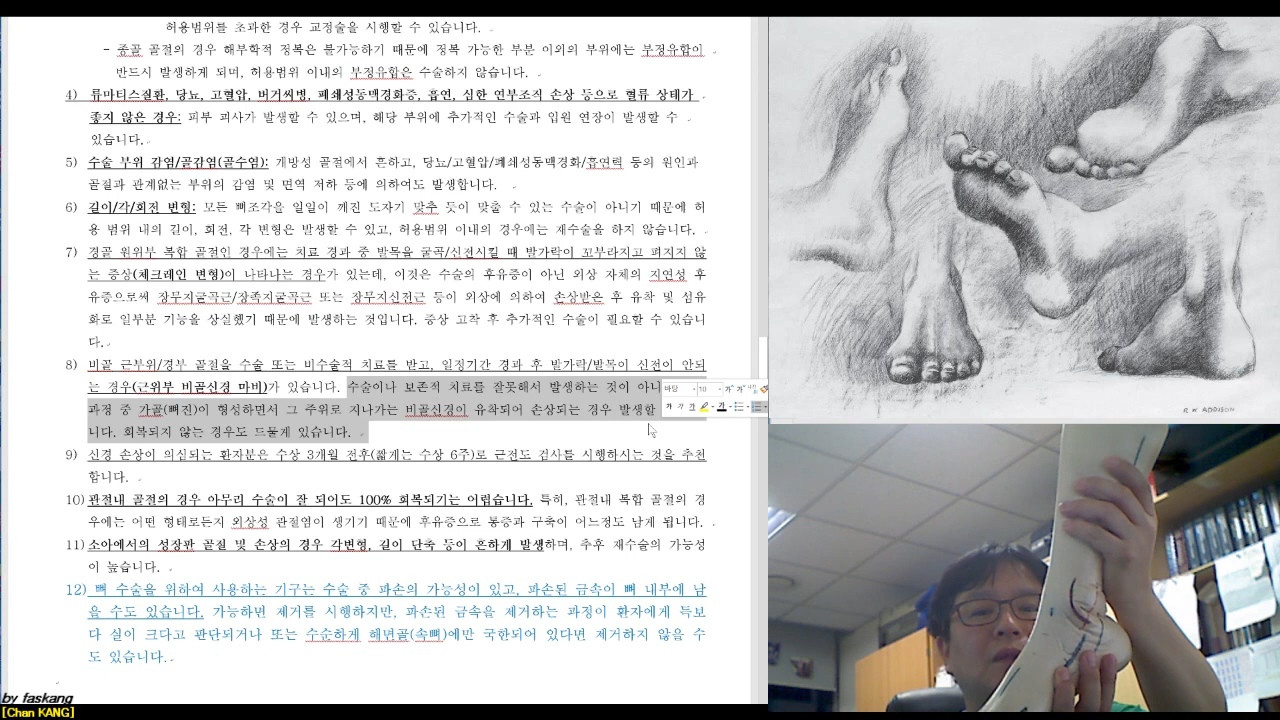 허용범위를 초과한 경우 교정술을 시행할 수 있습니다.
- 종골 골절의 경우 해부학적 정복은 불가능하기 때문에 정복 가능한 부분 이외의 부위에는 부정유합이
반드시 발생하게 되며, 허용범위 이내의 부정유합은 수술하지 않습니다.
4) 류마티스질환, 당뇨, 고혈압, 버거씨병, 폐쇄성동맥경화증, 흡연, 심한 연부조직 손상 등으로 혈류 상태가
좋지 않은 경우: 피부 괴사가 발생할 수 있으며, 해당 부위에 추가적인 수술과 입원 연장이 발생할 수
있습니다.
5) 수술 부위 감염/골감염(골수염): 개방성 골절에서 흔하고, 당뇨/고혈압/폐쇄성동맥경화/흡연력 등의 원인과
골절과 관계없는 부위의 감염 및 면역 저하 등에 의하여도 발생합니다.
6) 길이/각/회전 변형: 모든 뼈조각을 일일이 깨진 도자기 맞추 듯이 맞출 수 있는 수술이 아니기 때문에 허
용 범위 내의 길이, 회전, 각 변형은 발생할 수 있고, 허용범위 이내의 경우에는 재수술을 하지 않습니다.
7) 경골 원위부 복합 골절인 경우에는 치료 경과 중 발목을 굴곡/신전시킬 때 발가락이 꼬부라지고 펴지지 않
는 증상(체크레인 변형)이 나타나는 경우가 있는데, 이것은 수술의 후유증이 아닌 외상 자체의 지연성 후
유증으로써 장무지굴곡근/장족지굴곡근 또는 장무지신전근 등이 외상에 의하여 손상받은 후 유착 및 섬유
화로 일부분 기능을 상실했기 때문에 발생하는 것입니다. 증상 고착 후 추가적인 수술이 필요할 수 있습니
다.
8) 비골 근부위/경부 골절을 수술 또는 비수술적 치료를 받고, 일정기간 경과 후 발가락/발목이 신전이 안되
는 경우(근위부 비골신경 마비)가 있습니다. 수술이나 보존적 치료를 잘못해서 발생하는 것이 아니
과정 중 가골(뼈진)이 형성하면서 그 주위로 지나가는 비골신경이 되어 손상되는 경우 발생할
니다. 회복되지 않는 경우도 드물게 있습니다.
9) 신경 손상이 의심되는 환자분은 수상 3개월 전후(짧게는 수상 6주)로 근전도 검사를 시행하시는 것을 추천
합니다.
10) 관절내 골절의 경우 아무리 수술이 잘 되어도 100% 회복되기는 어렵습니다. 특히, 관절내 복합 골절의 경
우에는 어떤 형태로든지 외상성 관절염이 생기기 때문에 후유증으로 통증과 구축이 어느정도 남게 됩니다.
11) 소아에서의 성장판 골절 및 손상의 경우 각변형, 길이 단축 등이 흔하게 발생하며, 추후 재수술의 가능성
이 높습니다.
12) 뼈 수술을 위하여 사용하는 기구는 수술 중 파손의 가능성이 있고, 파손된 금속이 뼈 내부에 남
을 수도 있습니다. 가능하면 제거를 시행하지만, 파손된 금속을 제거하는 과정이 환자에게 득보
다 실이 크다고 판단되거나 또는 수순하게 해면골(속뼈)에만 국한되어 있다면 제거하지 않을 수
도 있습니다.
바탕 10
가 가 가 가
R W ADDISON
by faskang
[Chan KANG]